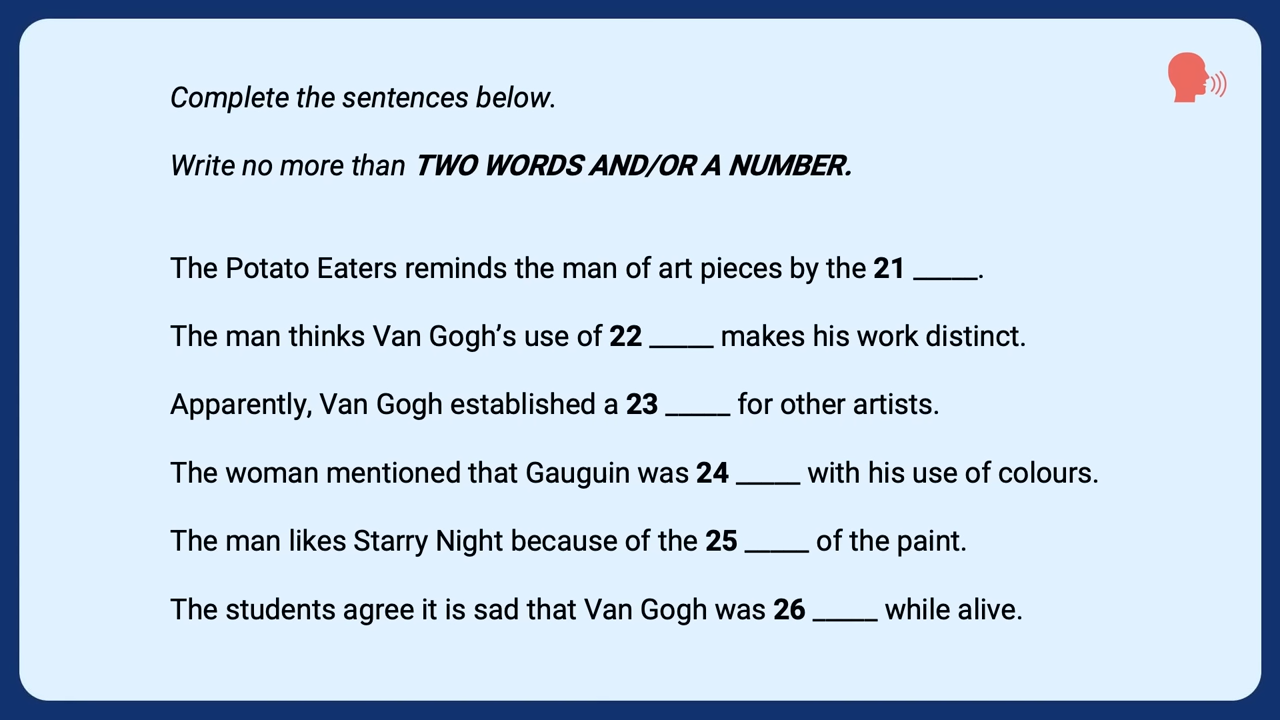 Complete the sentences below.
Write no more than TWO WORDS AND/OR A NUMBER.
The Potato Eaters reminds the man of art pieces by the 21 _____.
The man thinks Van Gogh’s use of 22 _____ makes his work distinct.
Apparently, Van Gogh established a 23 _____ for other artists.
The woman mentioned that Gauguin was 24 _____ with his use of colours.
The man likes Starry Night because of the 25 _____ of the paint.
The students agree it is sad that Van Gogh was 26 _____ while alive.